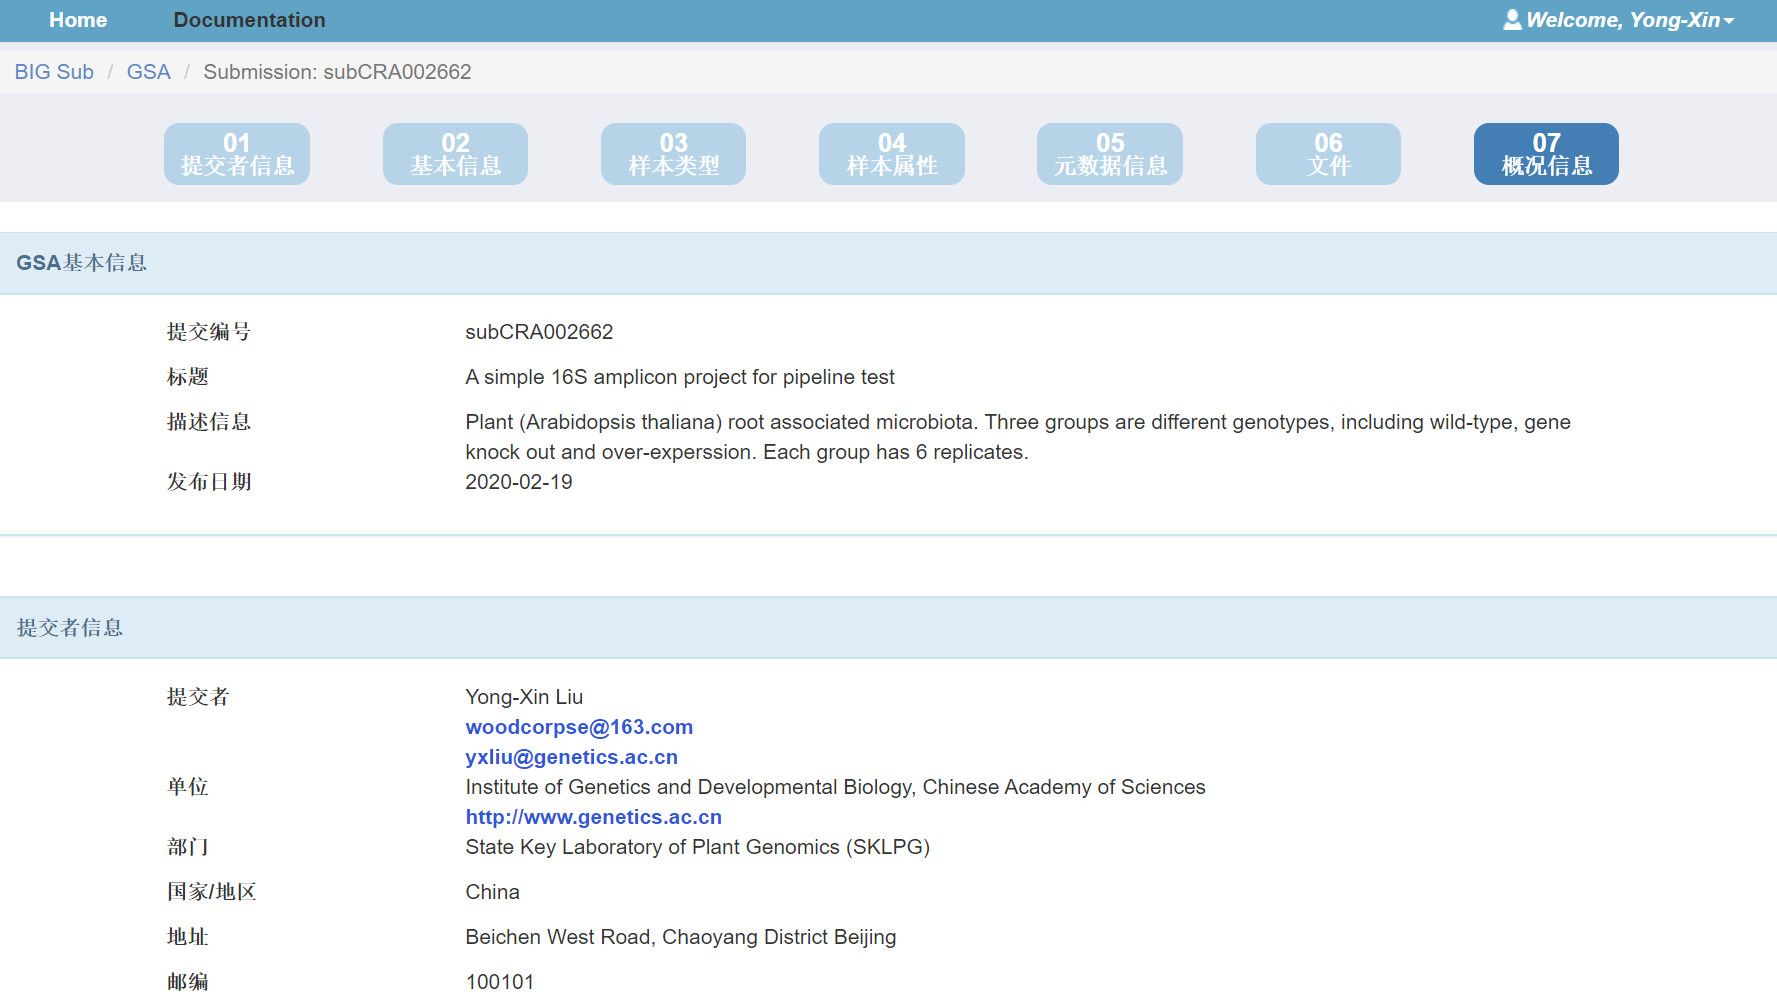 Home Documentation Welcome, Yong-Xin
BIG Sub / GSA / Submission: subCRA002662
01 02 03 04 05 06 07
提交者信息 基本信息 样本类型 样本属性 元数据信息 文件 概况信息
GSA基本信息
提交编号 subCRA002662
标题 A simple 16S amplicon project for pipeline test
描述信息 Plant (Arabidopsis thaliana) root associated microbiota. Three groups are different genotypes, including wild-type, gene
knock out and over-experssion. Each group has 6 replicates.
发布日期 2020-02-19
提交者信息
提交者 Yong-Xin Liu
woodcorpse@163.com
yxliu@genetics.ac.cn
单位 Institute of Genetics and Developmental Biology, Chinese Academy of Sciences
http://www.genetics.ac.cn
部门 State Key Laboratory of Plant Genomics (SKLPG)
国家/地区 China
地址 Beichen West Road, Chaoyang District Beijing
邮编 100101